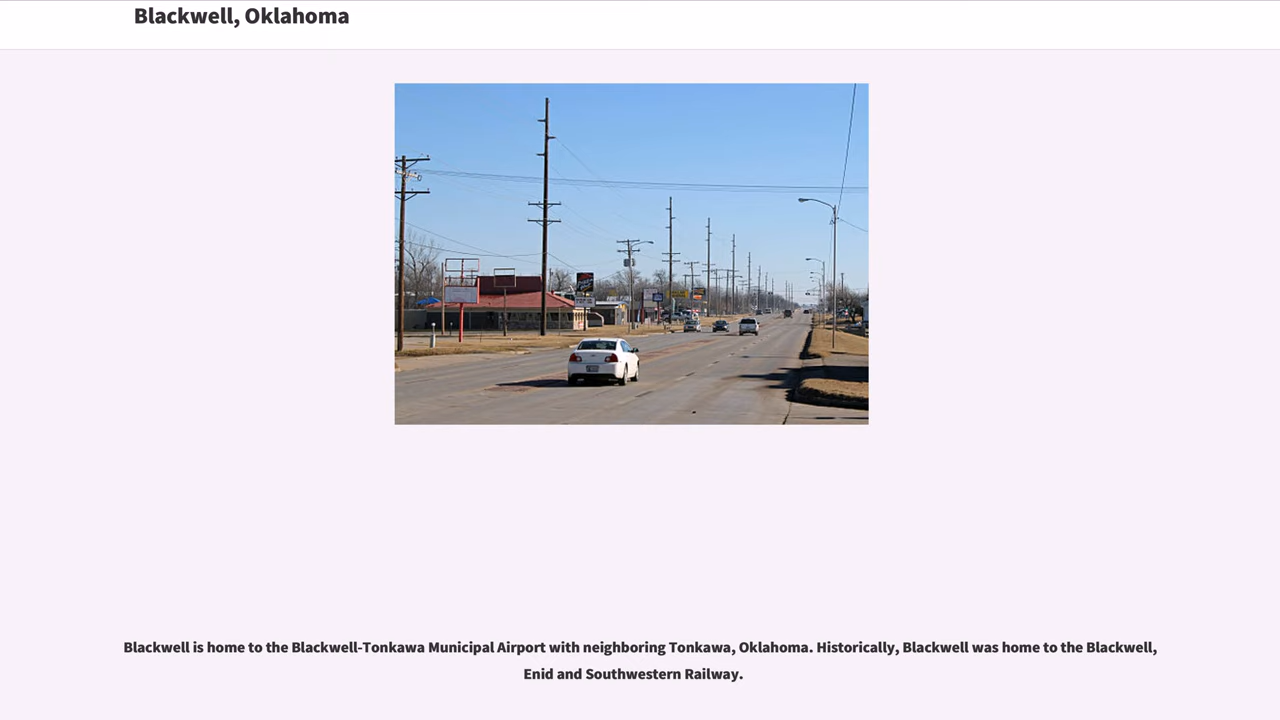 Blackwell, Oklahoma
Blackwell is home to the Blackwell-Tonkawa Municipal Airport with neighboring Tonkawa, Oklahoma. Historically, Blackwell was home to the Blackwell,
Enid and Southwestern Railway.